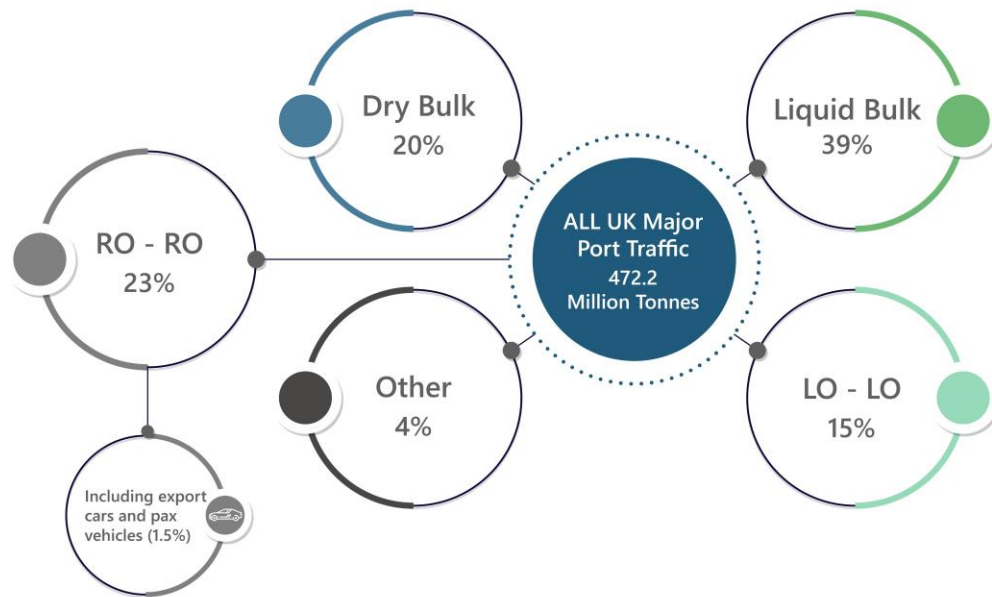 Dry Bulk
20%
Liquid Bulk
39%
RO - RO
23%
ALL UK Major
Port Traffic
472.2
Million Tonnes
Other
4%
LO - LO
15%
Including export
cars and pax
vehicles (1.5%)